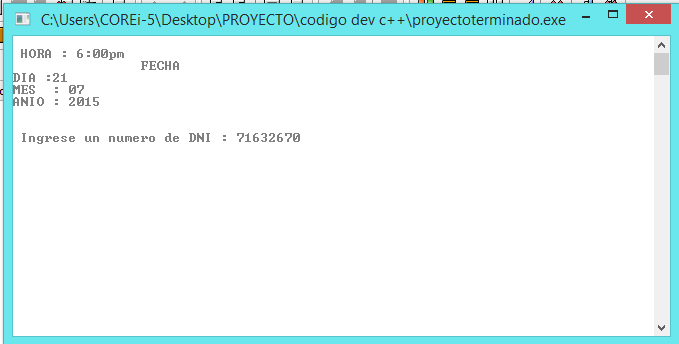 C:\Users\COREi-5\Desktop\PROYECTO\codigo dev c++\proyectoterminado.exe
HORA : 6:00pm
FECHA
DIA :21
MES  : 07
ANIO : 2015
Ingrese un numero de DNI : 71632670